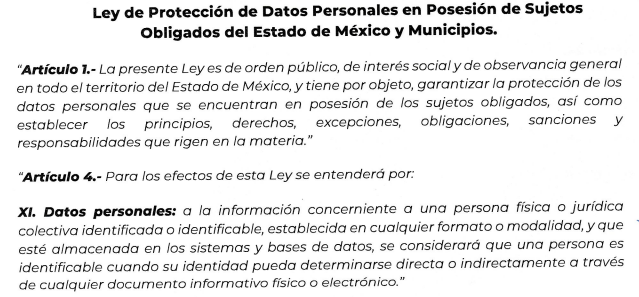 Ley de Protección de Datos Personales en Posesión de Sujetos
Obligados del Estado de México y Municipios.
“Artículo 1.- La presente Ley es de orden público, de interés social y de observancia general
en todo el territorio del Estado de México, y tiene por objeto, garantizar la protección de los
datos personales que se encuentran en posesión de los sujetos obligados, así como
establecer los principios, derechos, excepciones, obligaciones, sanciones y
responsabilidades que rigen en la materia.”
“Artículo 4.- Para los efectos de esta Ley se entenderá por:
XI. Datos personales: a la información concerniente a una persona física o jurídica
colectiva identificada o identificable, establecida en cualquier formato o modalidad, y que
esté almacenada en los sistemas y bases de datos, se considerará que una persona es
identificable cuando su identidad pueda determinarse directa o indirectamente a través
de cualquier documento informativo físico o electrónico.”